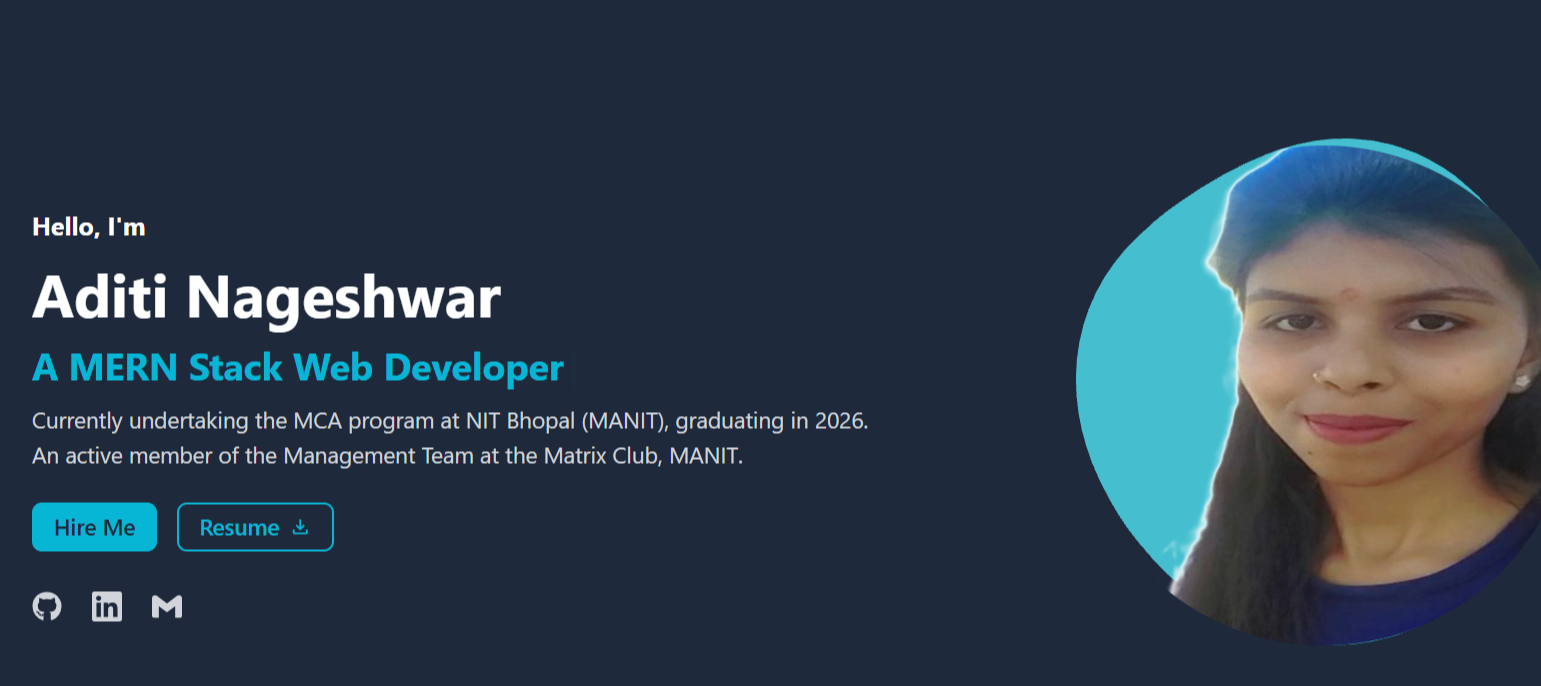 Hello, I'm
Aditi Nageshwar
A MERN Stack Web Developer
Currently undertaking the MCA program at NIT Bhopal (MANIT), graduating in 2026.
An active member of the Management Team at the Matrix Club, MANIT.
Hire Me
Resume
in